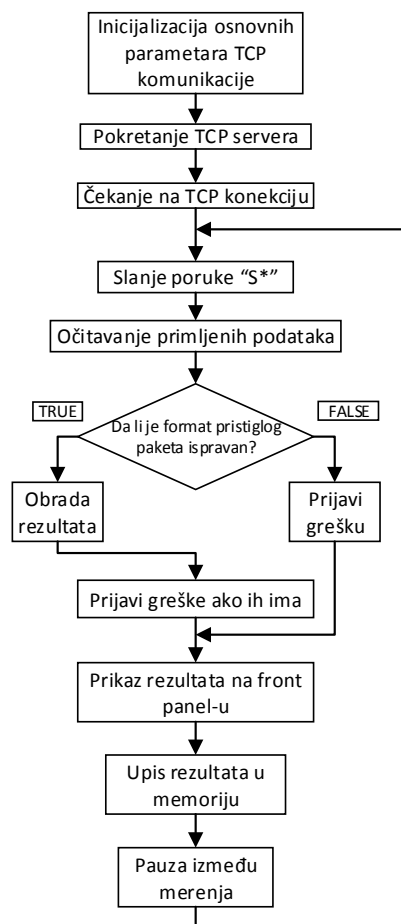 Inicijalizacija osnovnih
parametara TCP
komunikacije
Pokretanje TCP servera
Čekanje na TCP konekciju
Slanje poruke “S*”
Očitavanje primljenih podataka
TRUE
FALSE
Da li je format pristiglog
paketa ispravan?
Obrada
rezultata
Prijavi
grešku
Prijavi greške ako ih ima
Prikaz rezultata na front
panel-u
Upis rezultata u
memoriju
Pauza između
merenja